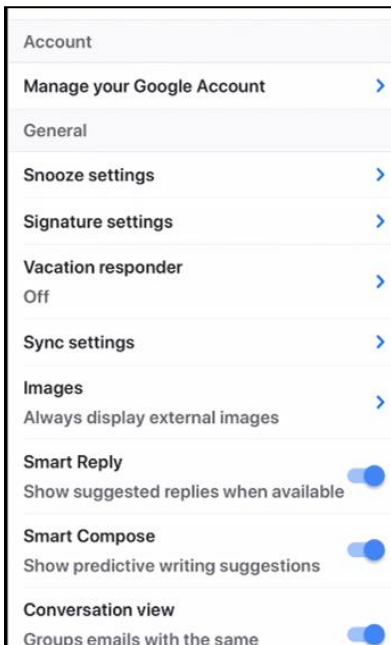 Account
Manage your Google Account
General
Snooze settings
Signature settings
Vacation responder
Off
Sync settings
Images
Always display external images
Smart Reply
Show suggested replies when available
Smart Compose
Show predictive writing suggestions
Conversation view
Groups emails with the same